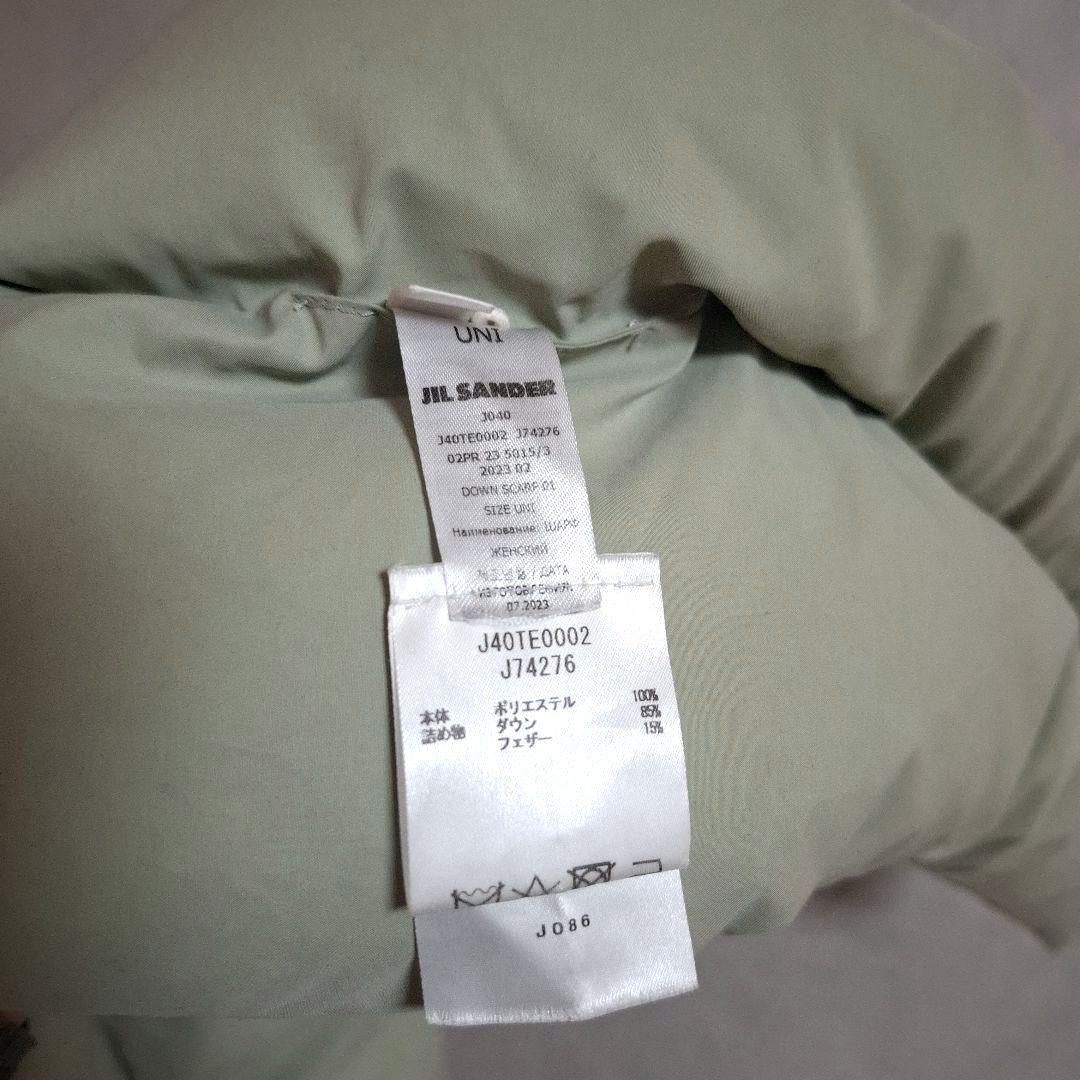 UNI
JIL SANDER
J040
J40TE0002 J74276
02PR 23 5015/3
2023 02
DOWN SCARF 01
SIZE UNI
Наименование: ШАРФ
ЖЕНСКИЙ
/ ДАТА
ИЗГОТОВЛЕНИЯ:
07.2023
J40TE0002
J74276
本体 ポリエステル 100%
詰め物 ダウン 85%
フェザー 15%
J086